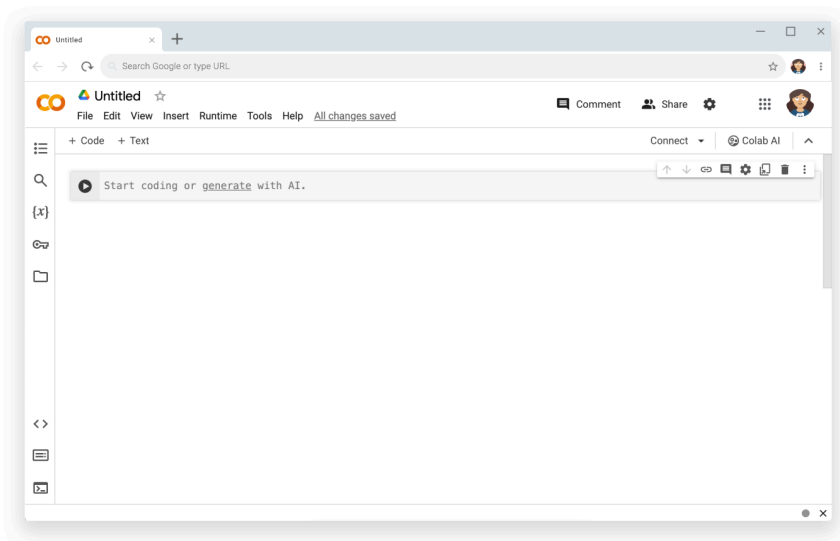 Untitled
Search Google or type URL
Untitled
Comment Share
File Edit View Insert Runtime Tools Help All changes saved
+ Code + Text Connect Colab AI
Start coding or generate with AI.
{x}